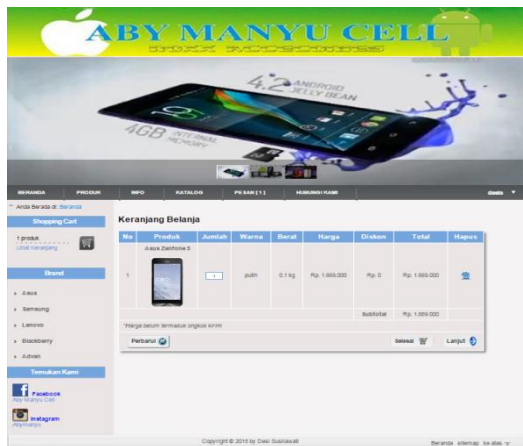 ABY MANYU CELL
4.2 ANDROID
JELLY BEAN
4GB INTERNAL
MEMORY
BERANDA PRODUK INFO KATALOG PESAN [ 1 ] HUBUNGI KAMI
Anda Berada di: Beranda
Shopping Cart
1 produk
Lihat Keranjang
Brand
Asus
Samsung
Lenovo
Blackberry
Advan
Temukan Kami
Facebook
Aby Manyu Cell
Instagram
Abymanyu
Keranjang Belanja
No Produk Jumlah Warna Berat Harga Diskon Total Hapus
Asus Zenfone 5
1 1 putih 0.1 kg Rp. 1.669.000 Rp. 0 Rp. 1.669.000
Subtotal Rp. 1.669.000
*Harga belum termasuk ongkos kirim
Perbarui Selesai Lanjut
Copyright © 2015 by Desi Susilawati
Beranda sitemap ke atas